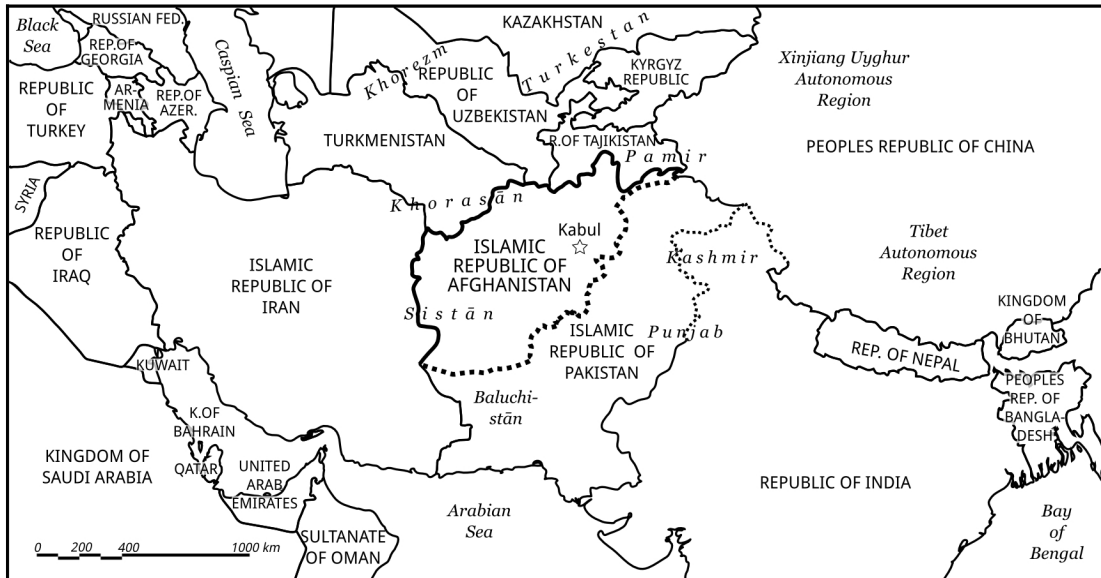 Black
Sea
RUSSIAN FED.
REP.OF
GEORGIA
Caspian Sea
REPUBLIC
OF
TURKEY
AR-
MENIA
REP.OF
AZER.
KAZAKHSTAN
Turkestan
Khorezm
REPUBLIC
OF
UZBEKISTAN
KYRGYZ
REPUBLIC
Xinjiang Uyghur
Autonomous
Region
PEOPLES REPUBLIC OF CHINA
TURKMENISTAN
R.OF TAJIKISTAN
Pamir
SYRIA
REPUBLIC
OF
IRAQ
Khorasān
Kabul
ISLAMIC
REPUBLIC OF
AFGHANISTAN
ISLAMIC
REPUBLIC OF
IRAN
Kashmir
Tibet
Autonomous
Region
Sistān
Punjab
ISLAMIC
REPUBLIC OF
PAKISTAN
KINGDOM
OF
BHUTAN
REP. OF NEPAL
KUWAIT
PEOPLES
REP. OF
BANGLA-
DESH
Baluchi-
stān
K.OF
BAHRAIN
KINGDOM OF
SAUDI ARABIA
QATAR
UNITED
ARAB
EMIRATES
REPUBLIC OF INDIA
Arabian
Sea
Bay
of
Bengal
SULTANATE
OF OMAN
0 200 400 1000 km